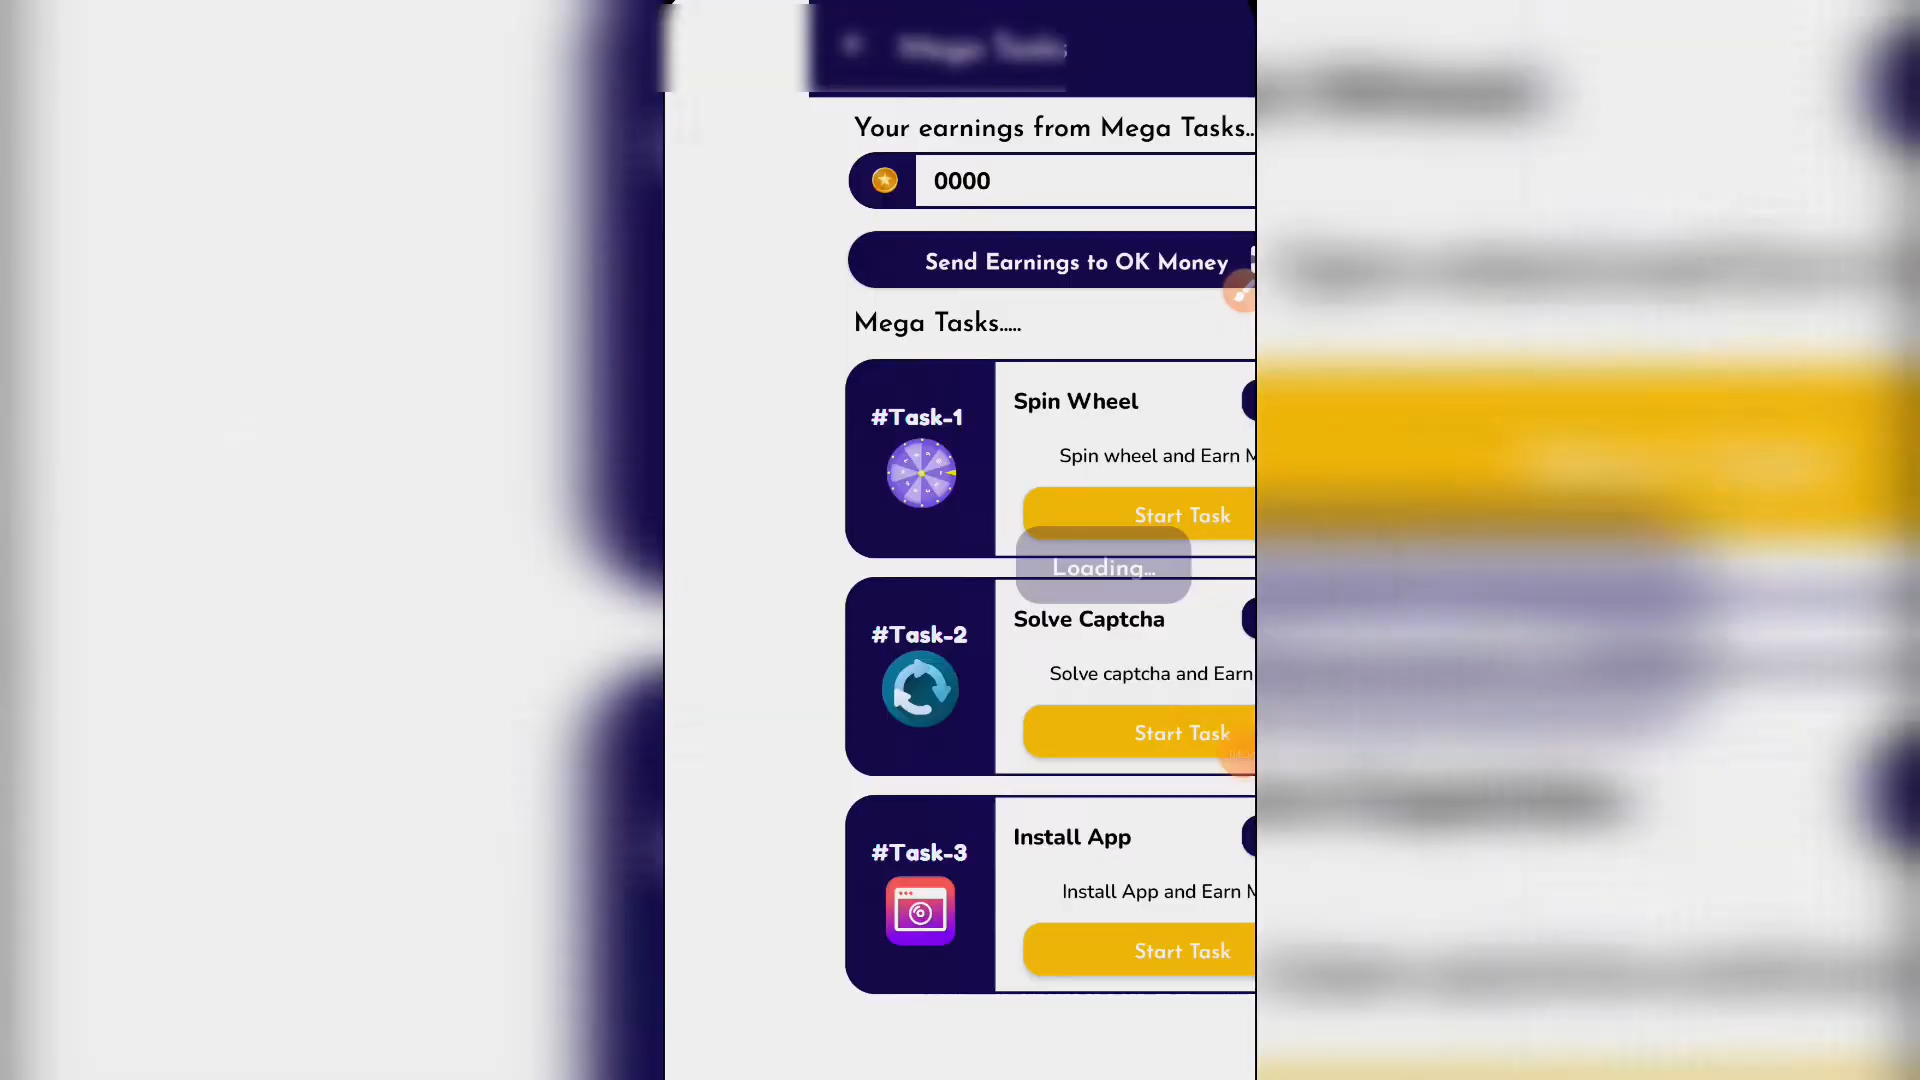 Mega Tasks
Your earnings from Mega Tasks..
0000
Send Earnings to OK Money
Mega Tasks.....
#Task-1
Spin Wheel
Spin wheel and Earn M
Start Task
Loading...
#Task-2
Solve Captcha
Solve captcha and Earn
Start Task
#Task-3
Install App
Install App and Earn M
Start Task